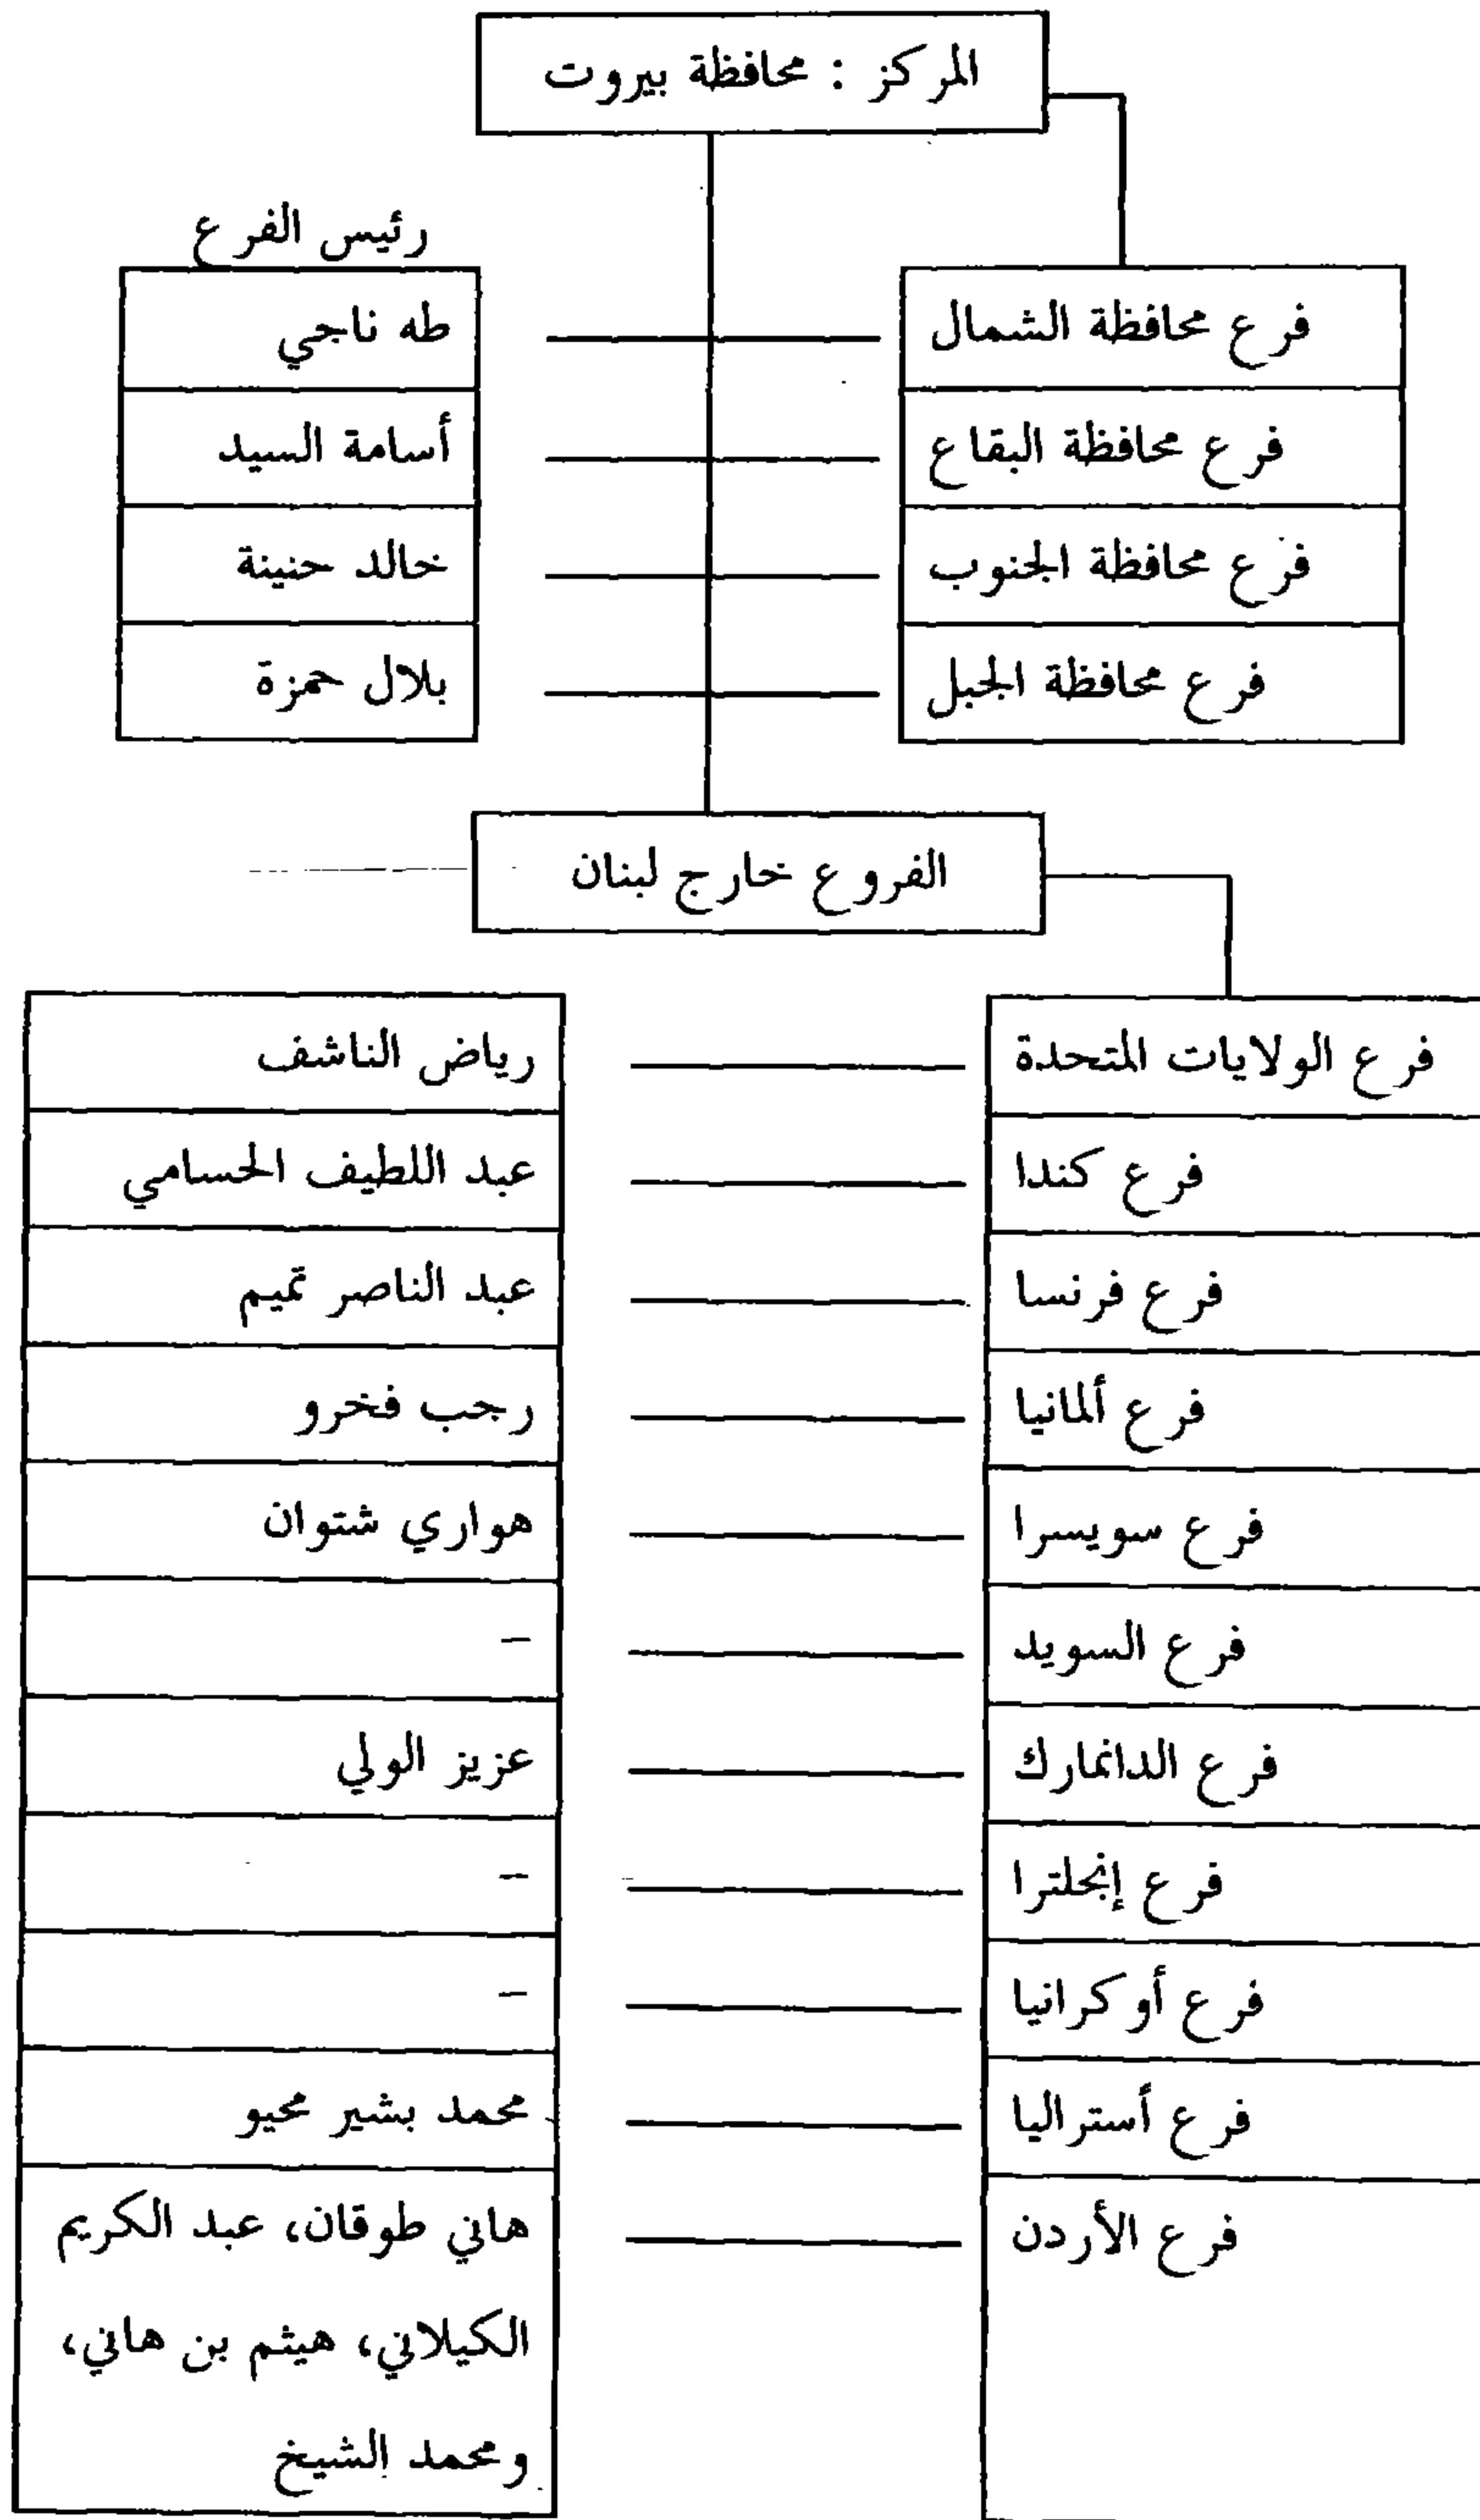 المركز : محافظة بيروت
رئيس الفرع
فرع محافظة الشمال طه ناجي
فرع محافظة البقاع أسامة السيد
فرع محافظة الجنوب خالد حنينة
فرع محافظة الجبل بلال حمزة
الفروع خارج لبنان
فرع الولايات المتحدة رياض الناشف
فرع كندا عبد اللطيف الحسامي
فرع فرنسا عبد الناصر تميم
فرع ألمانيا رجب فخرو
فرع سويسرا هواري شتوان
فرع السويد –
فرع الدانمارك عزيز الولي
فرع إنجلترا –
فرع أوكرانيا –
فرع أستراليا محمد بشير محيو
فرع الأردن هاني طوقان، عبد الكريم
الكيلاني، هيثم بن هاني،
ومحمد الشيخ